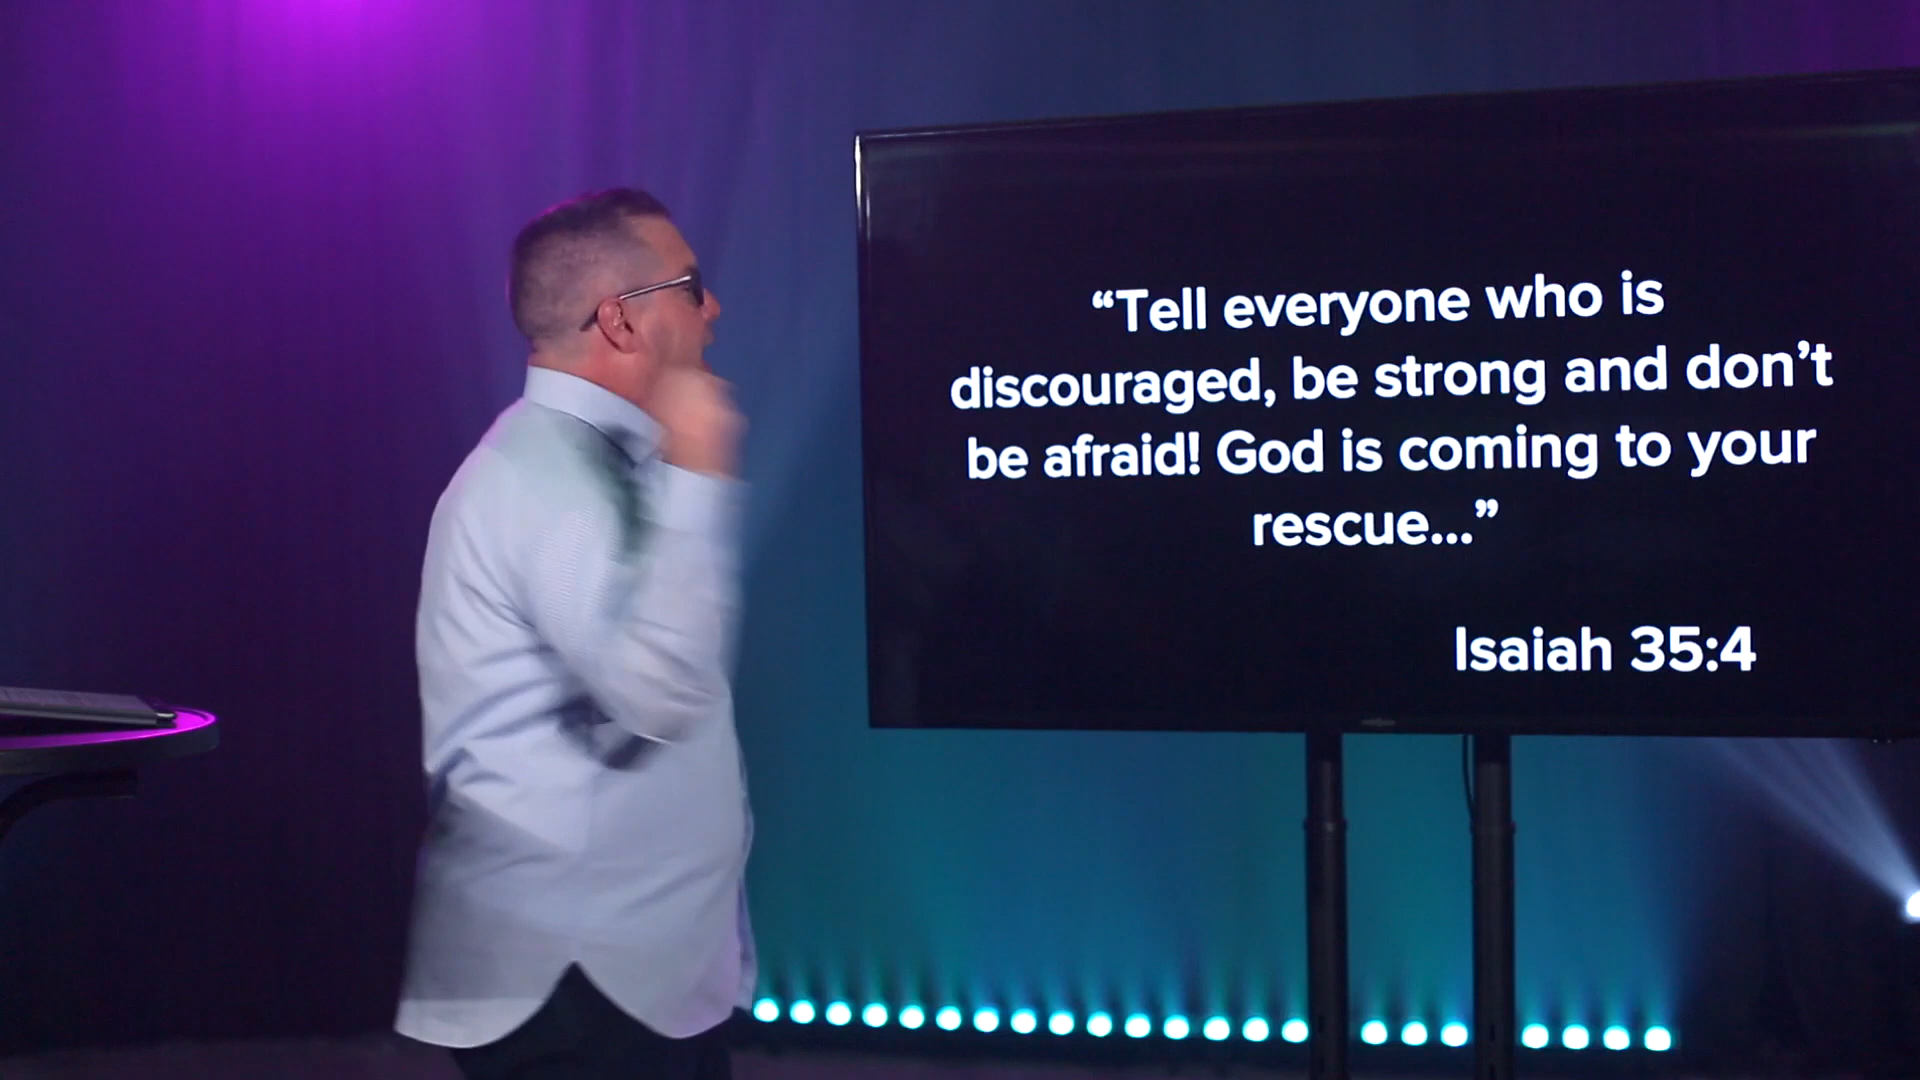 “Tell everyone who is
discouraged, be strong and don’t
be afraid! God is coming to your
rescue...”
Isaiah 35:4